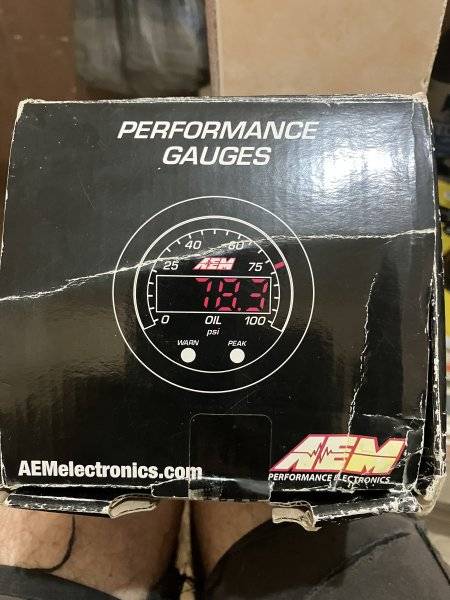 PERFORMANCE
GAUGES
40 60
25 AEM 75
78.3
0 OIL 100
psi
WARN PEAK
AEMelectronics.com
AEM
PERFORMANCE ELECTRONICS